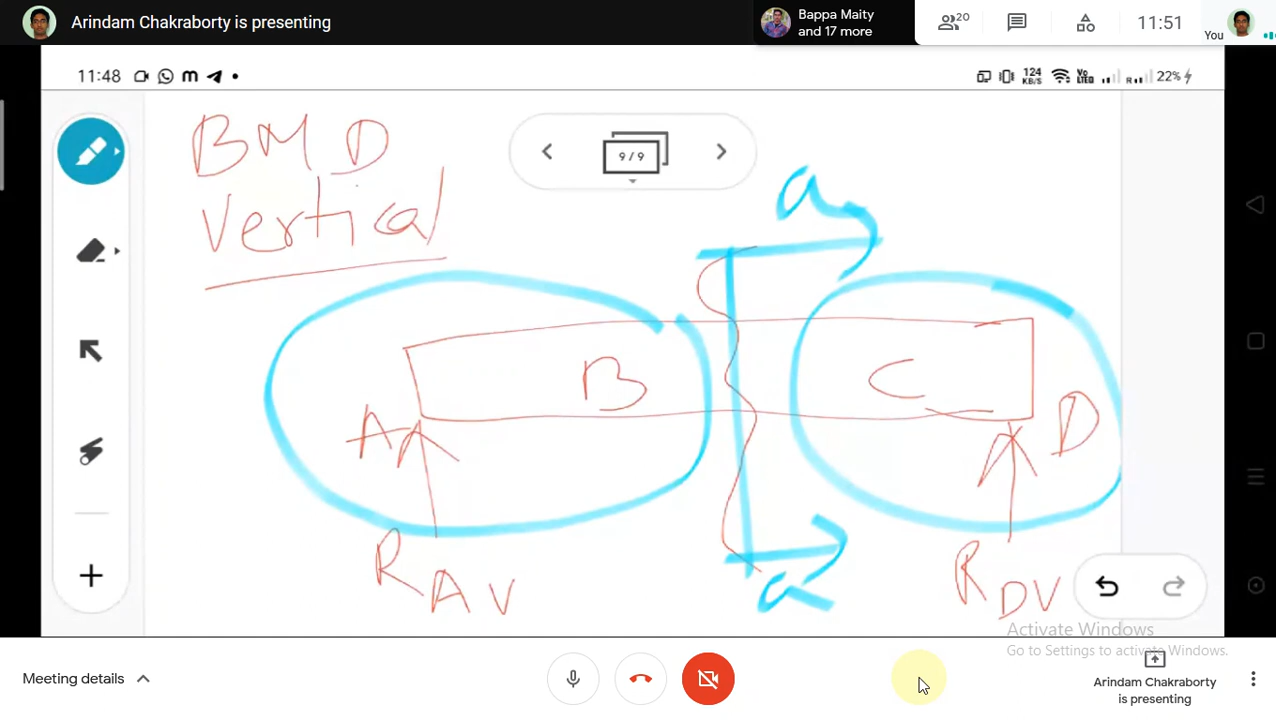 Arindam Chakraborty is presenting
Bappa Maity
and 17 more
20
11:51
You
11:48
m
124
KB/S
Vo
LTED
R
22%
BMD
Vertical
9/9
a
B
C
A
D
a
RAV
RDV
Activate Windows
Go to Settings to activate Windows.
Meeting details
Arindam Chakraborty
is presenting